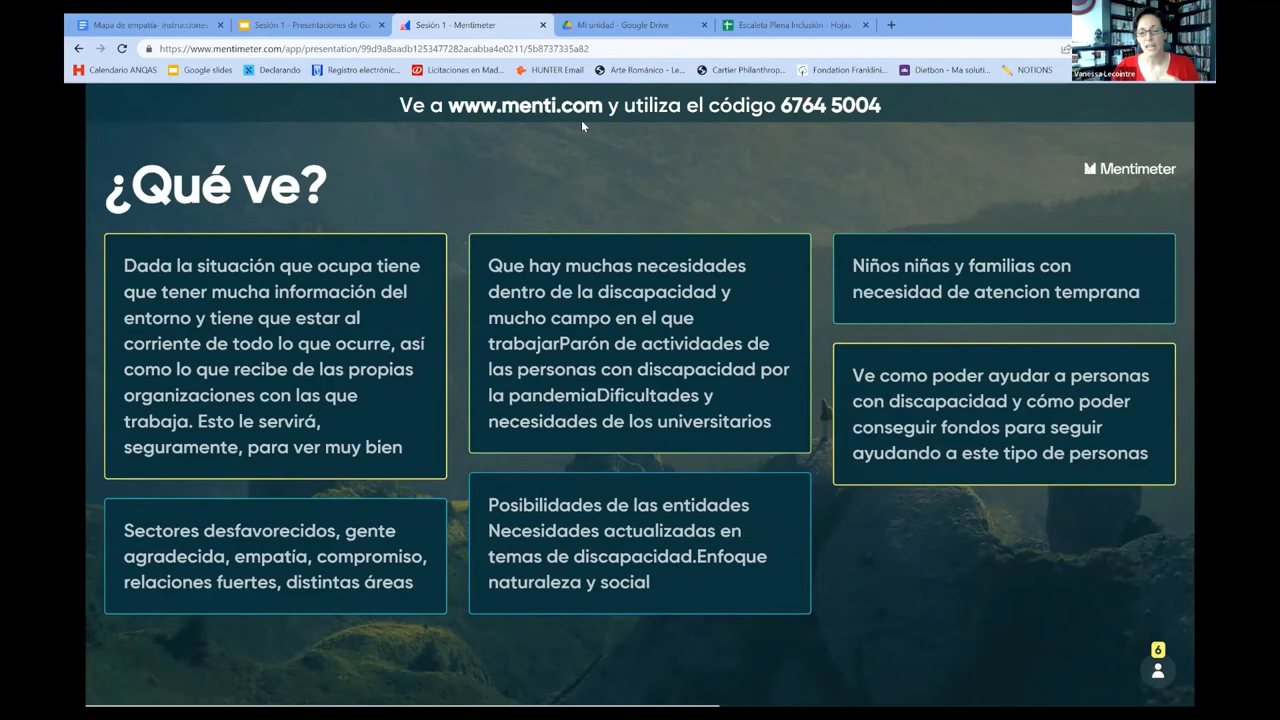 Mapa de empatía- instrucciones
Sesión 1 - Presentaciones de Go
Sesión 1 - Mentimeter
Mi unidad - Google Drive
Escaleta Plena Inclusión - Hojas
https://www.mentimeter.com/app/presentation/99d9a8aadb1253477282acabba4e0211/5b8737335a82
Calendario ANQAS
Google slides
Declarando
Registro electrónic...
Licitaciones en Mad...
HUNTER Email
Arte Románico - Le...
Cartier Philanthrop...
Fondation Franklini...
Dietbon - Ma soluti...
NOTIONS
Vanessa Lecointre
Ve a www.menti.com y utiliza el código 6764 5004
¿Qué ve?
Mentimeter
Dada la situación que ocupa tiene
que tener mucha información del
entorno y tiene que estar al
corriente de todo lo que ocurre, así
como lo que recibe de las propias
organizaciones con las que
trabaja. Esto le servirá,
seguramente, para ver muy bien
Que hay muchas necesidades
dentro de la discapacidad y
mucho campo en el que
trabajarParón de actividades de
las personas con discapacidad por
la pandemiaDificultades y
necesidades de los universitarios
Niños niñas y familias con
necesidad de atencion temprana
Ve como poder ayudar a personas
con discapacidad y cómo poder
conseguir fondos para seguir
ayudando a este tipo de personas
Sectores desfavorecidos, gente
agradecida, empatía, compromiso,
relaciones fuertes, distintas áreas
Posibilidades de las entidades
Necesidades actualizadas en
temas de discapacidad.Enfoque
naturaleza y social
6